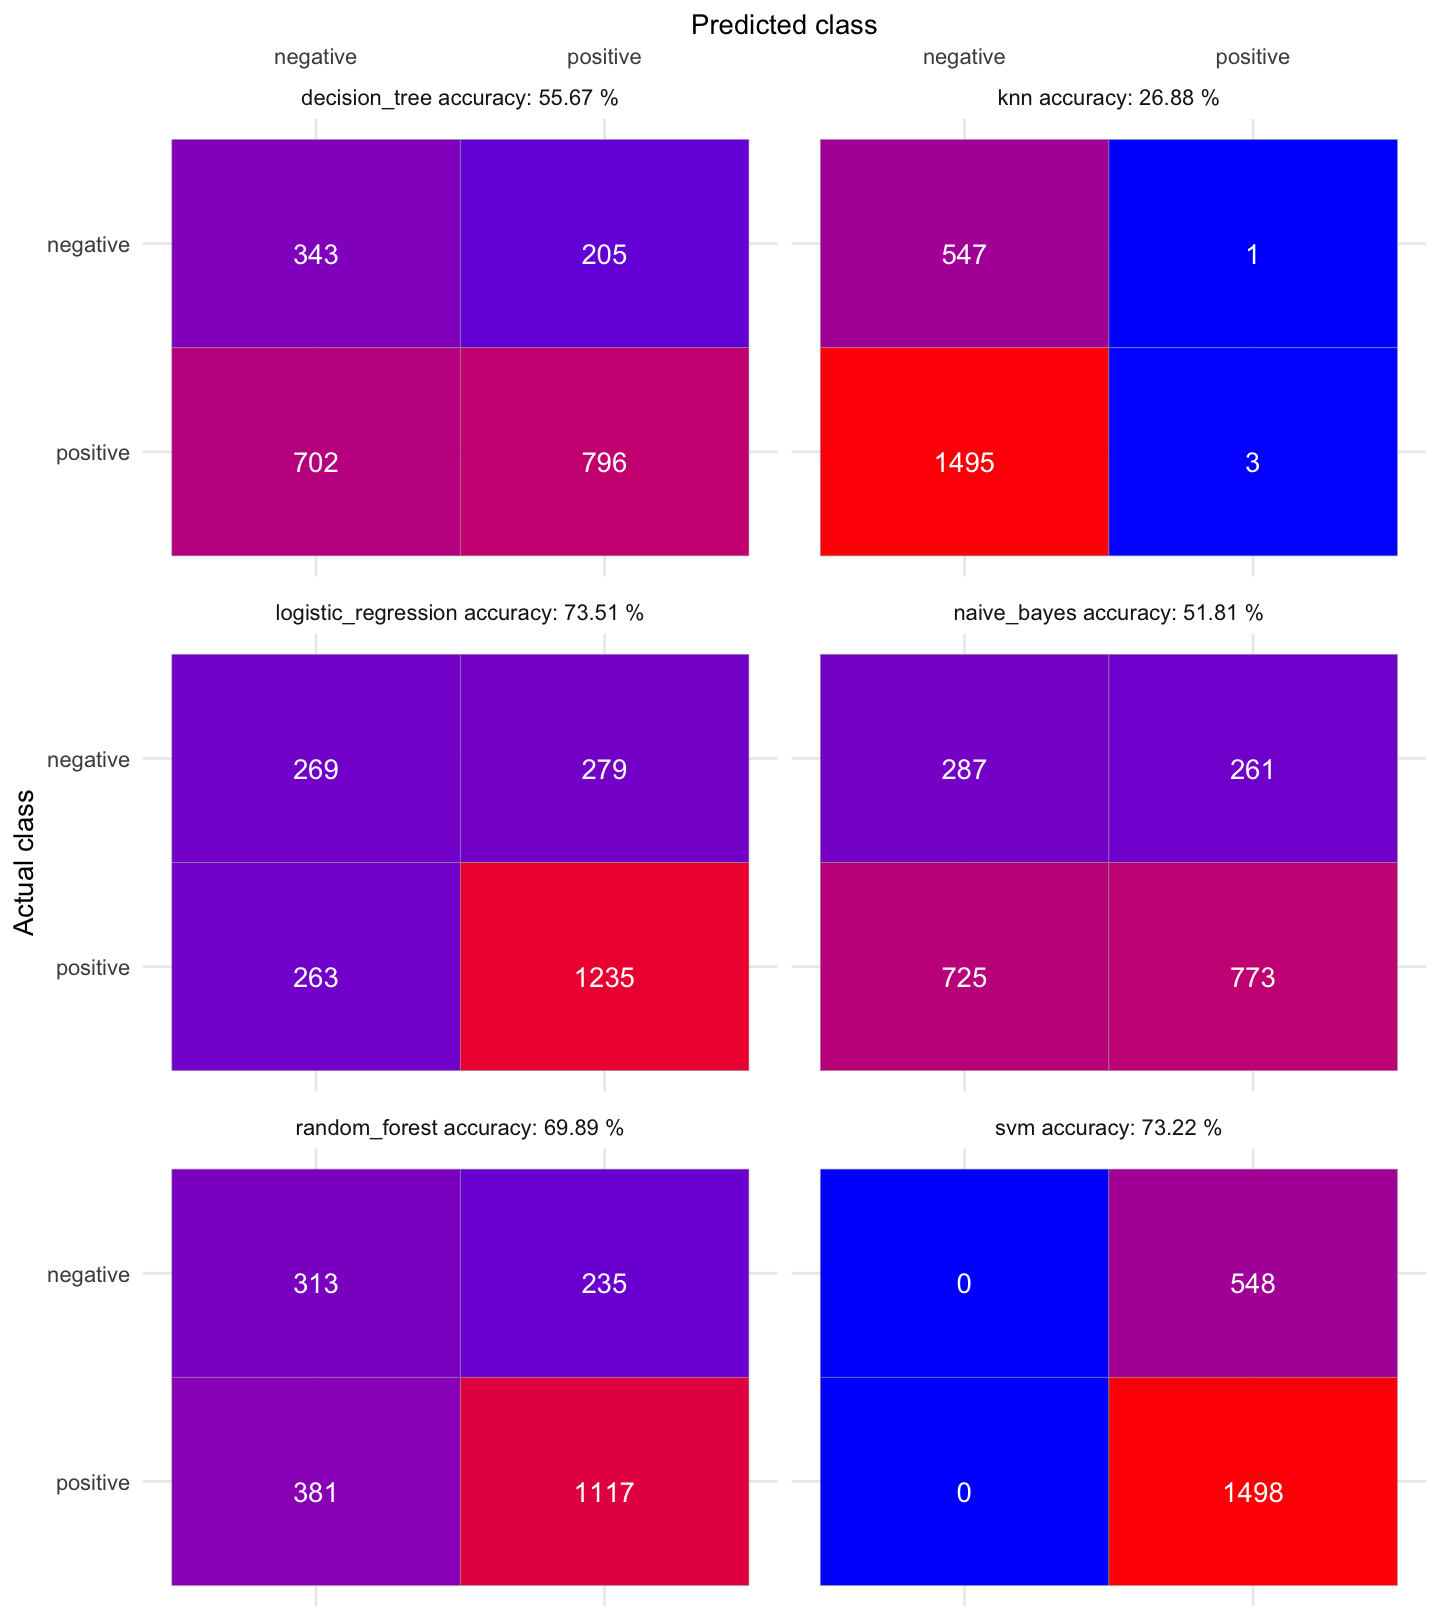 Predicted class
negative positive negative positive
decision_tree accuracy: 55.67 % knn accuracy: 26.88 %
negative 343 205 547 1
positive 702 796 1495 3
logistic_regression accuracy: 73.51 % naive_bayes accuracy: 51.81 %
negative 269 279 287 261
Actual class
positive 263 1235 725 773
random_forest accuracy: 69.89 % svm accuracy: 73.22 %
negative 313 235 0 548
positive 381 1117 0 1498